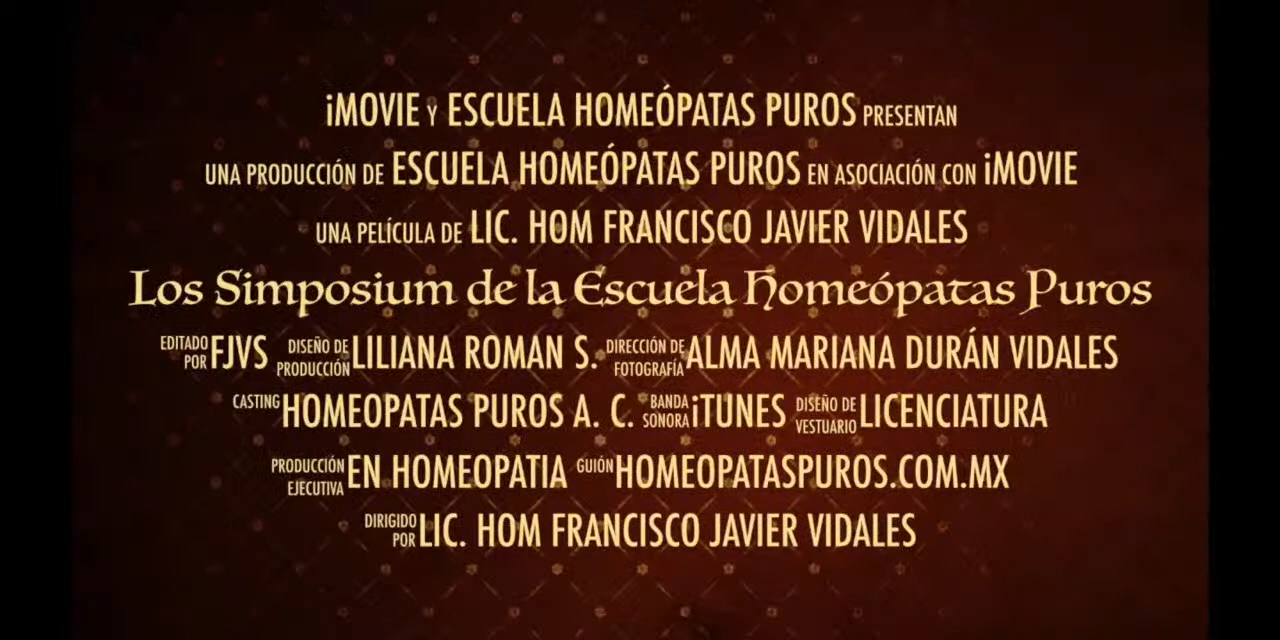 iMOVIE Y ESCUELA HOMEÓPATAS PUROS PRESENTAN
UNA PRODUCCIÓN DE ESCUELA HOMEÓPATAS PUROS EN ASOCIACIÓN CON iMOVIE
UNA PELÍCULA DE LIC. HOM FRANCISCO JAVIER VIDALES
Los Simposium de la Escuela Homeópatas Puros
EDITADO POR FJVS DISEÑO DE PRODUCCIÓN LILIANA ROMAN S. DIRECCIÓN DE FOTOGRAFÍA ALMA MARIANA DURÁN VIDALES
CASTING HOMEOPATAS PUROS A. C. BANDA SONORA iTUNES DISEÑO DE VESTUARIO LICENCIATURA
PRODUCCIÓN EJECUTIVA EN HOMEOPATIA GUIÓN HOMEOPATASPUROS.COM.MX
DIRIGIDO POR LIC. HOM FRANCISCO JAVIER VIDALES